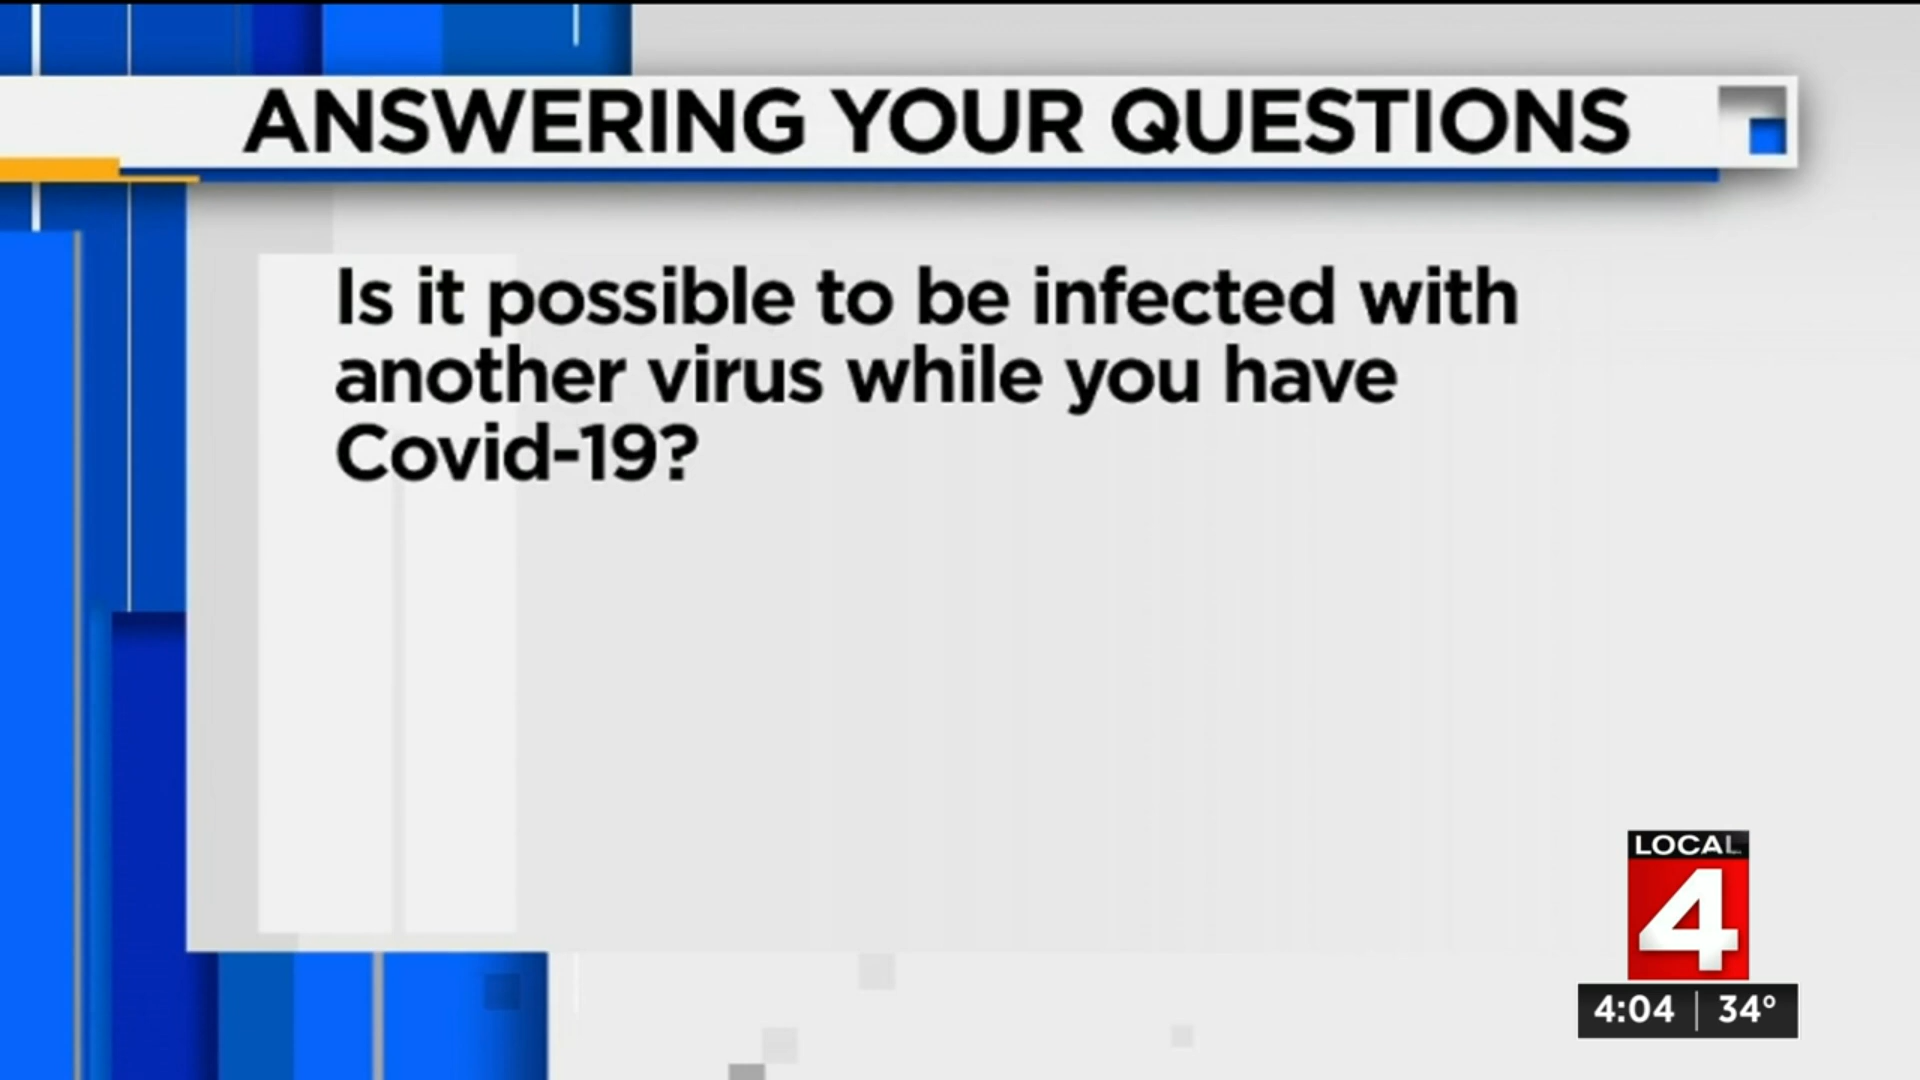 ANSWERING YOUR QUESTIONS
Is it possible to be infected with
another virus while you have
Covid-19?
LOCAL
4
4:04 | 34°